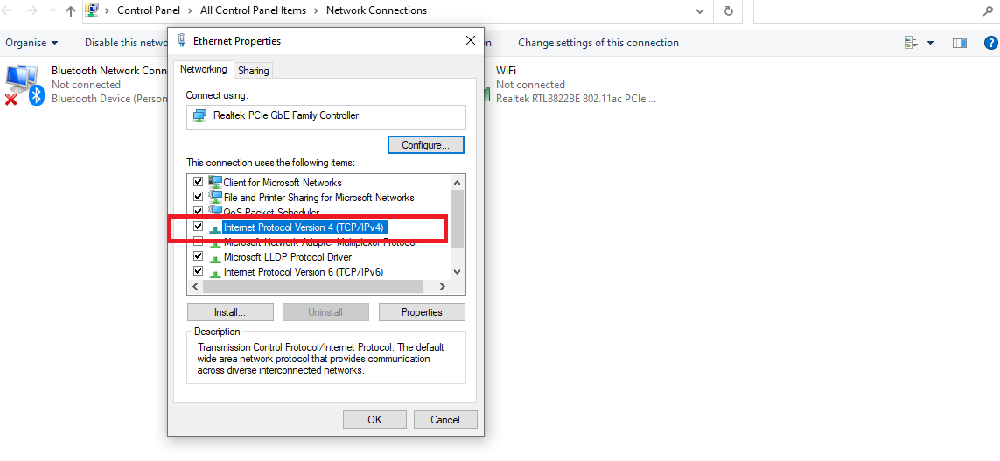 Control Panel > All Control Panel Items > Network Connections
Organise Disable this netwo on Change settings of this connection
Ethernet Properties
Networking Sharing
Connect using:
Realtek PCIe GbE Family Controller
Configure...
This connection uses the following items:
Client for Microsoft Networks
File and Printer Sharing for Microsoft Networks
QoS Packet Scheduler
Internet Protocol Version 4 (TCP/IPv4)
Microsoft Network Adapter Multiplexor Protocol
Microsoft LLDP Protocol Driver
Internet Protocol Version 6 (TCP/IPv6)
Install... Uninstall Properties
Description
Transmission Control Protocol/Internet Protocol. The default
wide area network protocol that provides communication
across diverse interconnected networks.
OK Cancel
Bluetooth Network Conn
Not connected
Bluetooth Device (Person
WiFi
Not connected
Realtek RTL8822BE 802.11ac PCIe ...